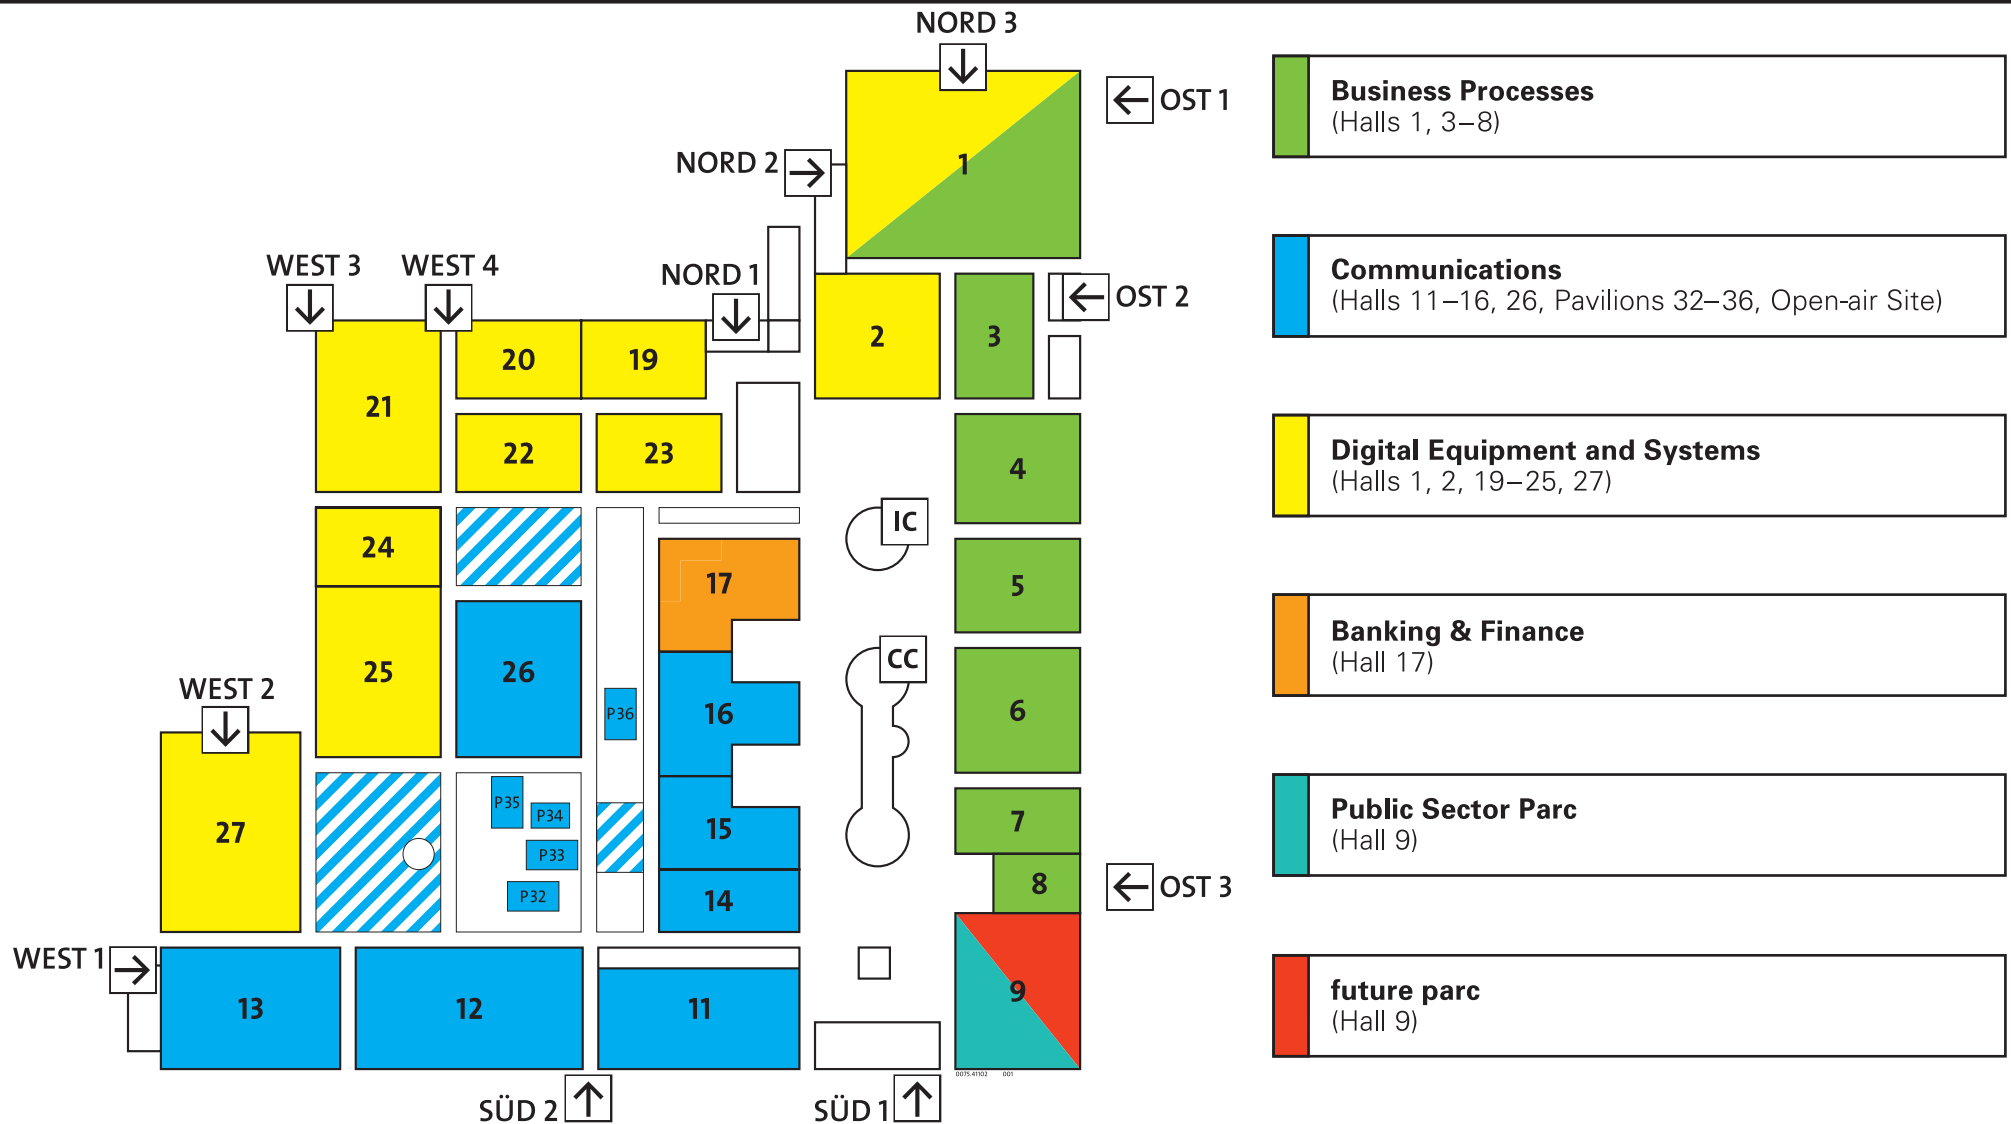 NORD 3
OST 1
NORD 2
1
WEST 3
WEST 4
NORD 1
OST 2
2
3
20
19
21
22
23
4
IC
24
17
5
25
26
CC
WEST 2
P36
16
6
P35
P34
27
15
7
P33
P32
14
8
OST 3
WEST 1
13
12
11
9
0075.41102 001
SÜD 2
SÜD 1
Business Processes
(Halls 1, 3–8)
Communications
(Halls 11–16, 26, Pavilions 32–36, Open-air Site)
Digital Equipment and Systems
(Halls 1, 2, 19–25, 27)
Banking & Finance
(Hall 17)
Public Sector Parc
(Hall 9)
future parc
(Hall 9)